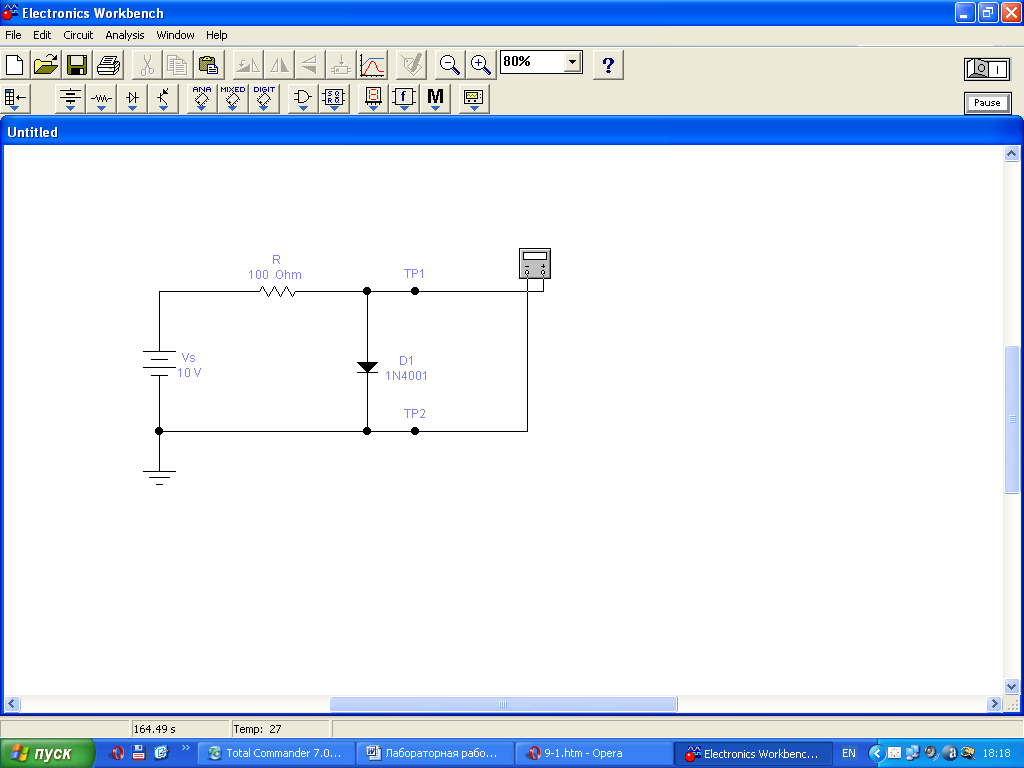 Electronics Workbench
File Edit Circuit Analysis Window Help
80%
?
ANA MIXED DIGIT
f M
Pause
Untitled
R
100 Ohm
TP1
Vs
10 V
D1
1N4001
TP2
164.49 s Temp: 27
пуск
Total Commander 7.0...
Лабораторная рабо...
9-1.htm - Opera
Electronics Workbenc...
EN
18:18